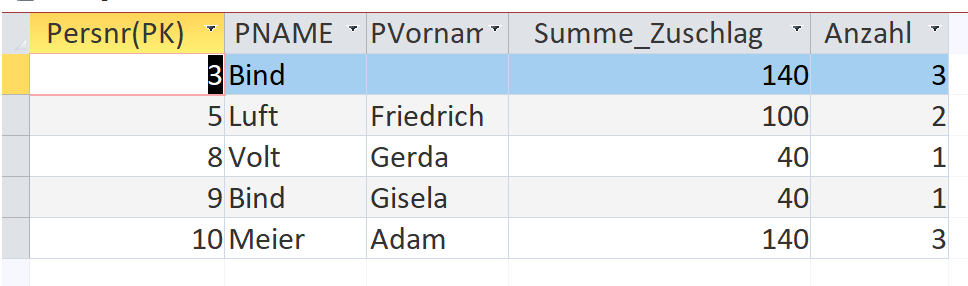 Persnr(PK) PNAME PVornam Summe_Zuschlag Anzahl
3 Bind 140 3
5 Luft Friedrich 100 2
8 Volt Gerda 40 1
9 Bind Gisela 40 1
10 Meier Adam 140 3